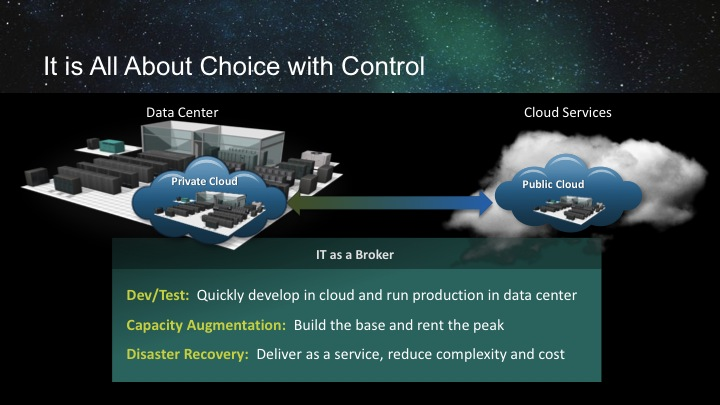 It is All About Choice with Control
Data Center
Cloud Services
Private Cloud
Public Cloud
IT as a Broker
Dev/Test: Quickly develop in cloud and run production in data center
Capacity Augmentation: Build the base and rent the peak
Disaster Recovery: Deliver as a service, reduce complexity and cost